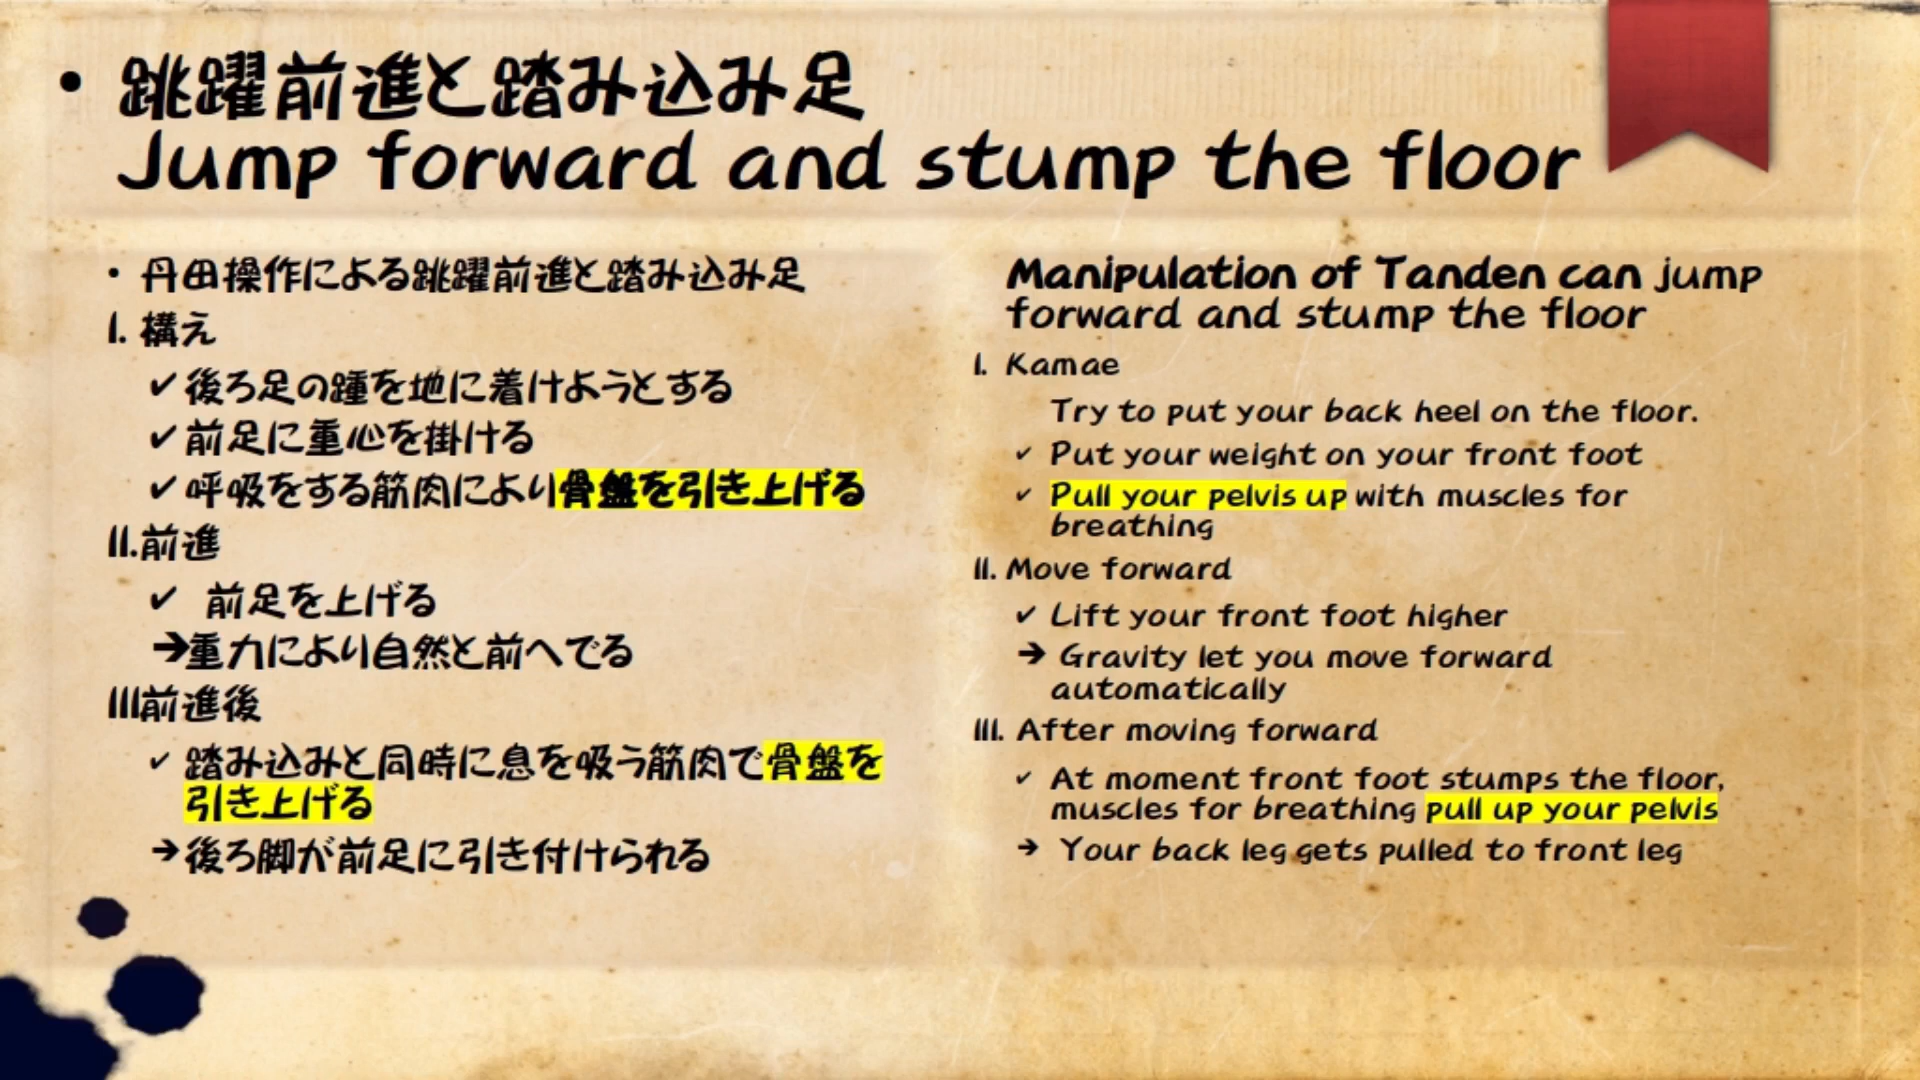 • 跳躍前進と踏み込み足
Jump forward and stump the floor
• 丹田操作による跳躍前進と踏み込み足
I. 構え
✔後ろ足の踵を地に着けようとする
✔前足に重心を掛ける
✔呼吸をする筋肉により骨盤を引き上げる
II.前進
✔ 前足を上げる
➔重力により自然と前へでる
III前進後
✔踏み込みと同時に息を吸う筋肉で骨盤を
引き上げる
➔後ろ脚が前足に引き付けられる
Manipulation of Tanden can jump
forward and stump the floor
I. Kamae
Try to put your back heel on the floor.
✔ Put your weight on your front foot
✔ Pull your pelvis up with muscles for
breathing
II. Move forward
✔ Lift your front foot higher
➔ Gravity let you move forward
automatically
III. After moving forward
✔ At moment front foot stumps the floor,
muscles for breathing pull up your pelvis
➔ Your back leg gets pulled to front leg